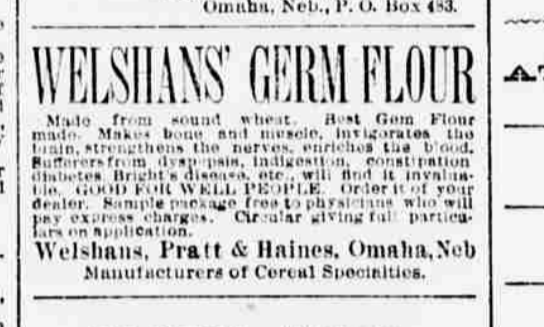 Omaha, Neb., P. O. Box 483.
WELSHANS' GERM FLOUR
Made from sound wheat. Best Gem Flour
made. Makes bone and muscle, invigorates the
brain, strengthens the nerves, enriches the blood.
Sufferers from dyspepsia, indigestion, constipation
diabetes, Bright's disease, etc., will find it invalua-
ble. GOOD FOR WELL PEOPLE. Order it of your
dealer. Sample package free to physicians who will
pay express charges. Circular giving full particu-
lars on application.
Welshans, Pratt & Haines, Omaha, Neb
Manufacturers of Cereal Specialties.